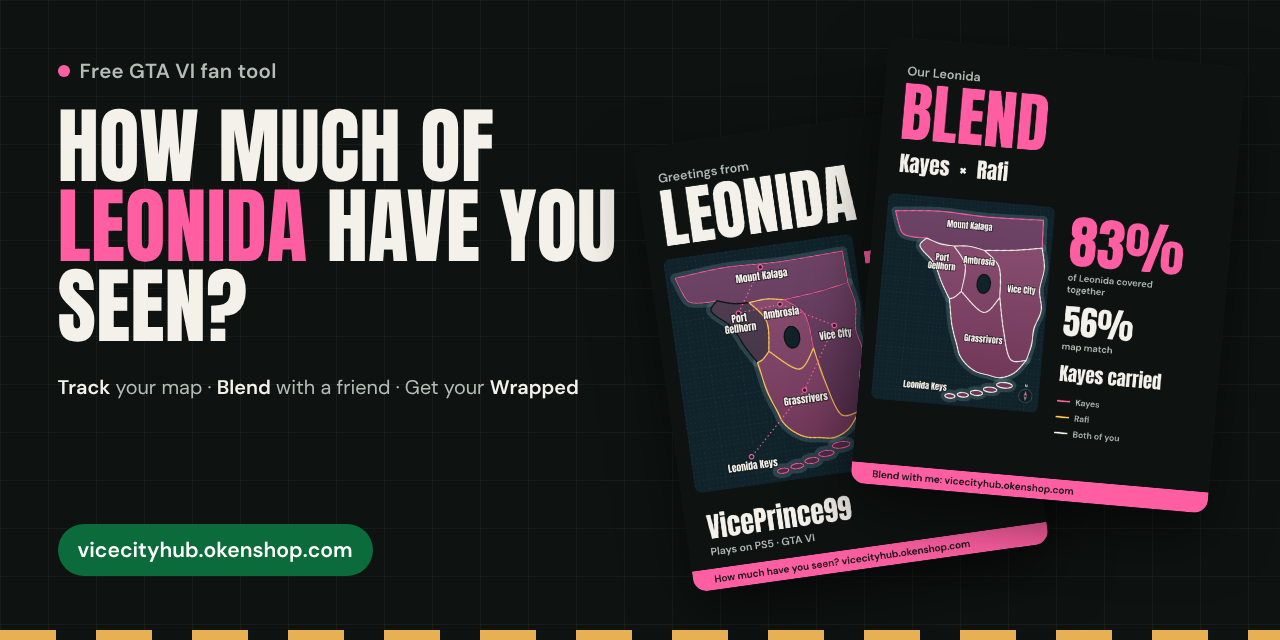 Free GTA VI fan tool
HOW MUCH OF
LEONIDA HAVE YOU
SEEN?
Track your map · Blend with a friend · Get your Wrapped
vicecityhub.okenshop.com
Greetings from
LEONIDA
Mount Kalaga
Port
Gellhorn
Ambrosia
Vice City
Grassrivers
Leonida Keys
VicePrince99
Plays on PS5 · GTA VI
How much have you seen? vicecityhub.okenshop.com
Our Leonida
BLEND
Kayes × Rafi
Mount Kalaga
Port
Gellhorn
Ambrosia
Vice City
Grassrivers
Leonida Keys
N
83%
of Leonida covered
together
56%
map match
Kayes carried
Kayes
Rafi
Both of you
Blend with me: vicecityhub.okenshop.com